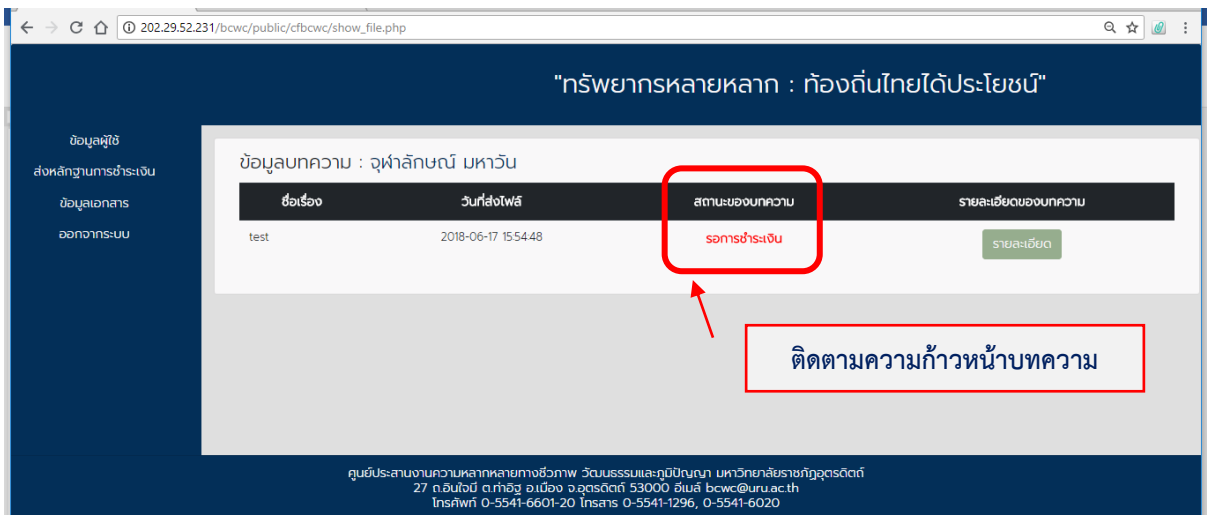 202.29.52.231/bcwc/public/cfbcwc/show_file.php
"ทรัพยากรหลายหลาก : ท้องถิ่นไทยได้ประโยชน์"
ข้อมูลผู้ใช้
ส่งหลักฐานการชำระเงิน
ข้อมูลเอกสาร
ออกจากระบบ
ข้อมูลบทความ : จุฬาลักษณ์ มหาวัน
ชื่อเรื่อง วันที่ส่งไฟล์ สถานะของบทความ รายละเอียดของบทความ
test 2018-06-17 15:54:48 รอการชำระเงิน รายละเอียด
ติดตามความก้าวหน้าบทความ
ศูนย์ประสานงานความหลากหลายทางชีวภาพ วัฒนธรรมและภูมิปัญญา มหาวิทยาลัยราชภัฏอุตรดิตถ์
27 ถ.อินใจมี ต.ท่าอิฐ อ.เมือง จ.อุตรดิตถ์ 53000 อีเมล์ bcwc@uru.ac.th
โทรศัพท์ 0-5541-6601-20 โทรสาร 0-5541-1296, 0-5541-6020